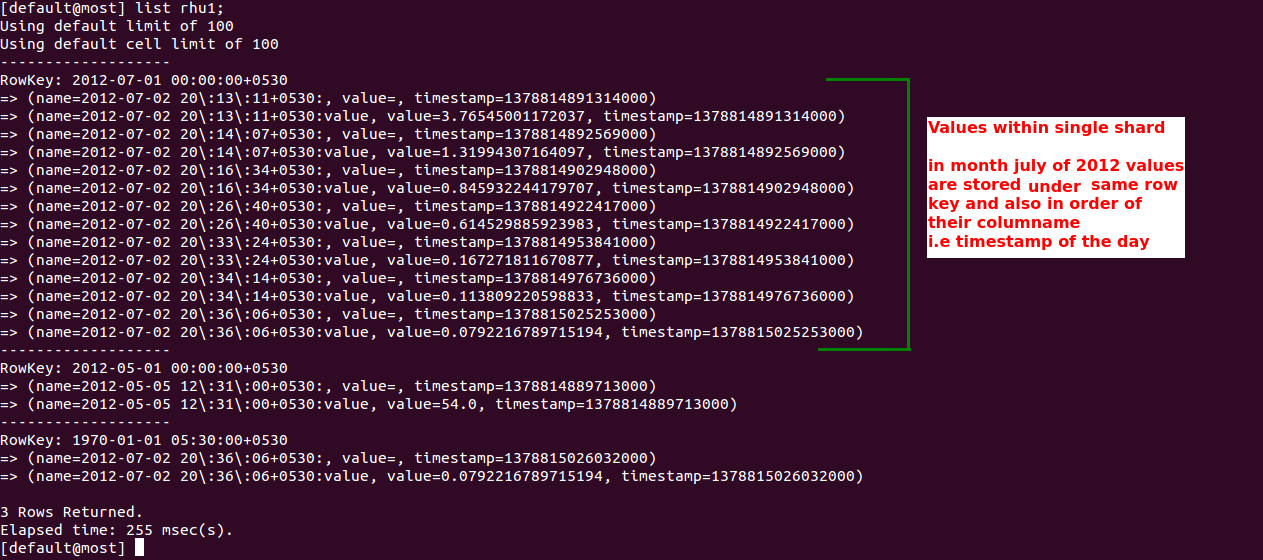 [default@most] list rhu1;
Using default limit of 100
Using default cell limit of 100
-------------------
RowKey: 2012-07-01 00:00:00+0530
=> (name=2012-07-02 20\:13\:11+0530:, value=, timestamp=1378814891314000)
=> (name=2012-07-02 20\:13\:11+0530:value, value=3.76545001172037, timestamp=1378814891314000)
=> (name=2012-07-02 20\:14\:07+0530:, value=, timestamp=1378814892569000)
=> (name=2012-07-02 20\:14\:07+0530:value, value=1.31994307164097, timestamp=1378814892569000)
=> (name=2012-07-02 20\:16\:34+0530:, value=, timestamp=1378814902948000)
=> (name=2012-07-02 20\:16\:34+0530:value, value=0.845932244179707, timestamp=1378814902948000)
=> (name=2012-07-02 20\:26\:40+0530:, value=, timestamp=1378814922417000)
=> (name=2012-07-02 20\:26\:40+0530:value, value=0.614529885923983, timestamp=1378814922417000)
=> (name=2012-07-02 20\:33\:24+0530:, value=, timestamp=1378814953841000)
=> (name=2012-07-02 20\:33\:24+0530:value, value=0.167271811670877, timestamp=1378814953841000)
=> (name=2012-07-02 20\:34\:14+0530:, value=, timestamp=1378814976736000)
=> (name=2012-07-02 20\:34\:14+0530:value, value=0.113809220598833, timestamp=1378814976736000)
=> (name=2012-07-02 20\:36\:06+0530:, value=, timestamp=1378815025253000)
=> (name=2012-07-02 20\:36\:06+0530:value, value=0.0792216789715194, timestamp=1378815025253000)
-------------------
RowKey: 2012-05-01 00:00:00+0530
=> (name=2012-05-05 12\:31\:00+0530:, value=, timestamp=1378814889713000)
=> (name=2012-05-05 12\:31\:00+0530:value, value=54.0, timestamp=1378814889713000)
-------------------
RowKey: 1970-01-01 05:30:00+0530
=> (name=2012-07-02 20\:36\:06+0530:, value=, timestamp=1378815026032000)
=> (name=2012-07-02 20\:36\:06+0530:value, value=0.0792216789715194, timestamp=1378815026032000)
3 Rows Returned.
Elapsed time: 255 msec(s).
[default@most]
Values within single shard
in month july of 2012 values
are stored under same row
key and also in order of
their columname
i.e timestamp of the day